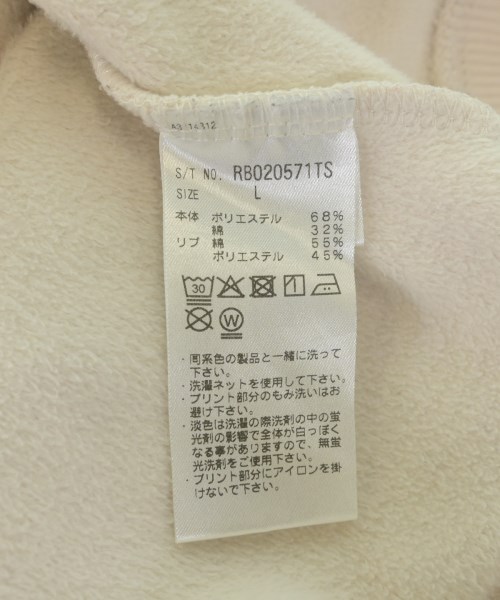 S/T NO. RB020571TS
SIZE L
本体 ポリエステル 68%
綿 32%
リブ 綿 55%
ポリエステル 45%
30
W
・同系色の製品と一緒に洗って
下さい。
・洗濯ネットを使用して下さい。
・プリント部分のもみ洗いはお
避け下さい。
・淡色は洗濯の際洗剤の中の蛍
光剤の影響で全体が白っぽく
なる事がありますので、無蛍
光洗剤をご使用下さい。
・プリント部分にアイロンを掛
けないで下さい。